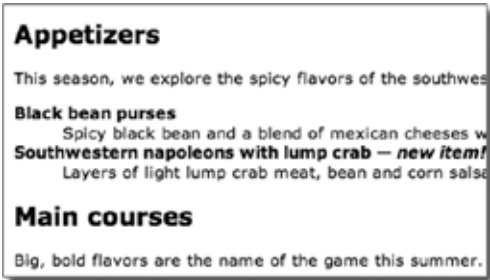 Appetizers
This season, we explore the spicy flavors of the
Black bean purses
Spicy black bean and a blend of mexican cheeses
Southwestern napoleons with lump crab — new item!
Layers of light lump crab meat, bean and corn
Main courses
Big, bold flavors are the name of the game this summer.